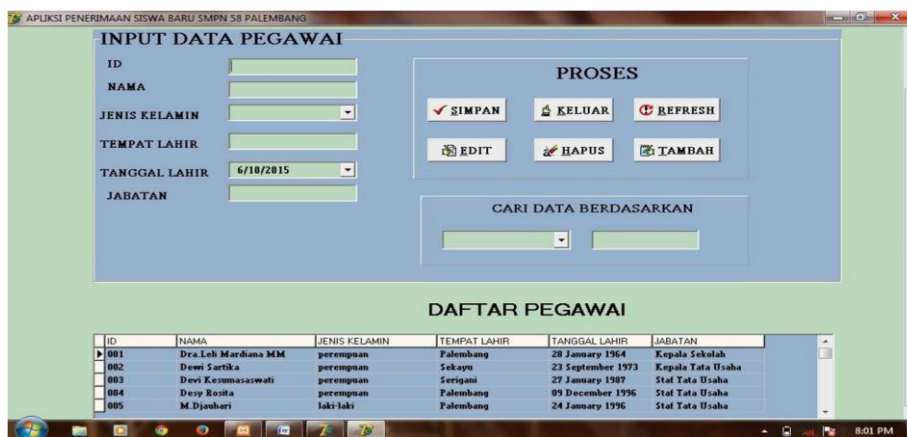 APLIKSI PENERIMAAN SISWA BARU SMPN 58 PALEMBANG
INPUT DATA PEGAWAI
ID
NAMA
JENIS KELAMIN
TEMPAT LAHIR
TANGGAL LAHIR 6/10/2015
JABATAN
PROSES
SIMPAN KELUAR REFRESH
EDIT HAPUS TAMBAH
CARI DATA BERDASARKAN
DAFTAR PEGAWAI
ID NAMA JENIS KELAMIN TEMPAT LAHIR TANGGAL LAHIR JABATAN
001 Dra.Leli Mardiana MM perempuan Palembang 28 January 1964 Kepala Sekolah
002 Dewi Sartika perempuan Sekayu 23 September 1973 Kepala Tata Usaha
003 Devi Kesumasaswati perempuan Serigani 27 January 1987 Staf Tata Usaha
004 Desy Rosita perempuan Palembang 09 December 1996 Staf Tata Usaha
005 M.Djauhari laki-laki Palembang 24 January 1996 Staf Tata Usaha
8:01 PM